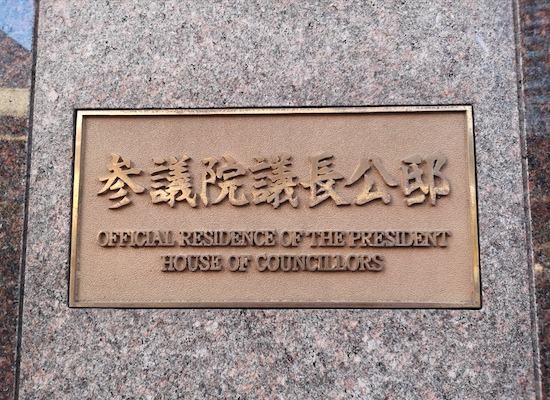 参議院議長公邸
OFFICIAL RESIDENCE OF THE PRESIDENT
HOUSE OF COUNCILLORS